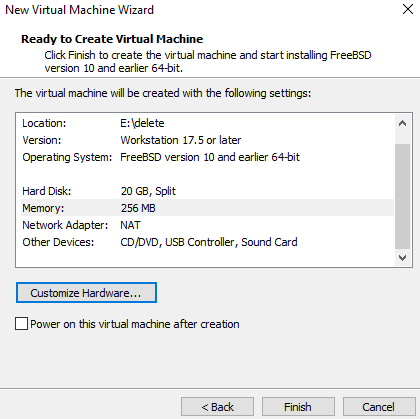 New Virtual Machine Wizard
Ready to Create Virtual Machine
Click Finish to create the virtual machine and start installing FreeBSD
version 10 and earlier 64-bit.
The virtual machine will be created with the following settings:
Location: E:\delete
Version: Workstation 17.5 or later
Operating System: FreeBSD version 10 and earlier 64-bit
Hard Disk: 20 GB, Split
Memory: 256 MB
Network Adapter: NAT
Other Devices: CD/DVD, USB Controller, Sound Card
Customize Hardware...
Power on this virtual machine after creation
< Back Finish Cancel